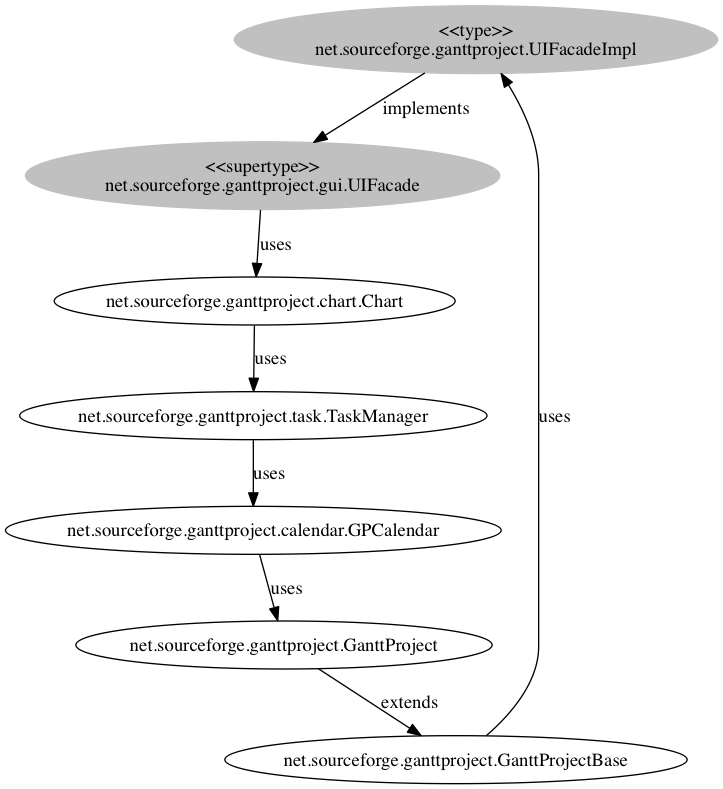 <<type>>
net.sourceforge.ganttproject.UIFacadeImpl
implements
<<supertype>>
net.sourceforge.ganttproject.gui.UIFacade
uses
net.sourceforge.ganttproject.chart.Chart
uses
net.sourceforge.ganttproject.task.TaskManager
uses
uses
net.sourceforge.ganttproject.calendar.GPCalendar
uses
net.sourceforge.ganttproject.GanttProject
extends
net.sourceforge.ganttproject.GanttProjectBase